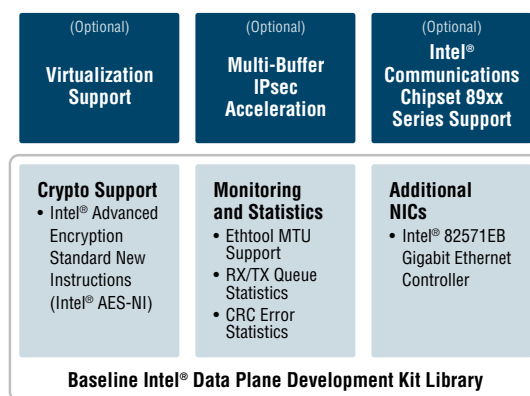 (Optional)
Virtualization
Support
(Optional)
Multi-Buffer
IPsec
Acceleration
(Optional)
Intel®
Communications
Chipset 89xx
Series Support
Crypto Support
• Intel® Advanced
Encryption
Standard New
Instructions
(Intel® AES-NI)
Monitoring
and Statistics
• Ethtool MTU
Support
• RX/TX Queue
Statistics
• CRC Error
Statistics
Additional
NICs
• Intel® 82571EB
Gigabit Ethernet
Controller
Baseline Intel® Data Plane Development Kit Library